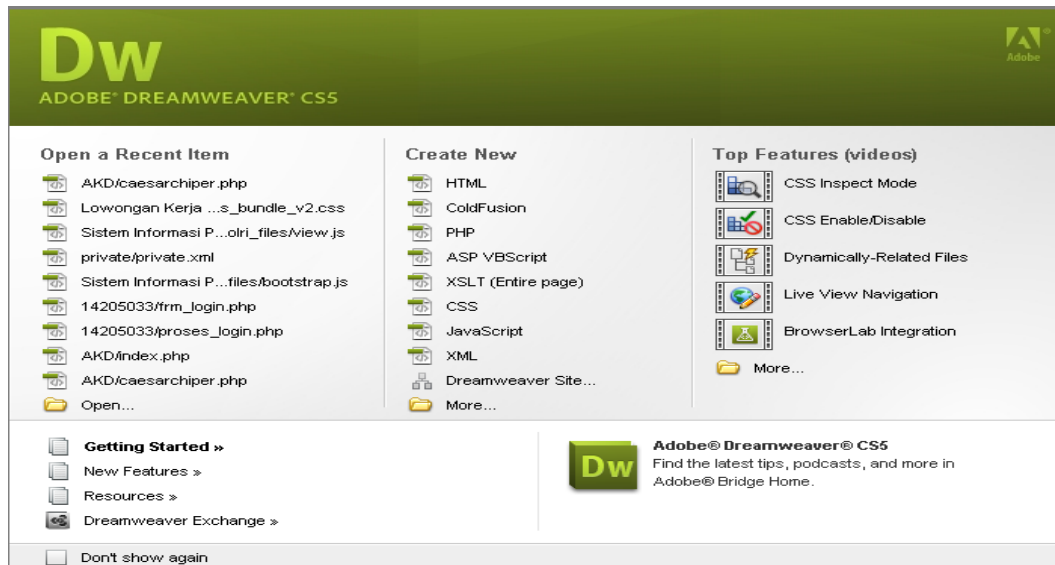 Dw
ADOBE® DREAMWEAVER® CS5
Adobe
Open a Recent Item
AKD/caesarchiper.php
Lowongan Kerja ...s_bundle_v2.css
Sistem Informasi P...olri_files/view.js
private/private.xml
Sistem Informasi P...files/bootstrap.js
14205033/frm_login.php
14205033/proses_login.php
AKD/index.php
AKD/caesarchiper.php
Open...
Create New
HTML
ColdFusion
PHP
ASP VBScript
XSLT (Entire page)
CSS
JavaScript
XML
Dreamweaver Site...
More...
Top Features (videos)
CSS Inspect Mode
CSS Enable/Disable
Dynamically-Related Files
Live View Navigation
BrowserLab Integration
More...
Getting Started »
New Features »
Resources »
Dreamweaver Exchange »
Dw
Adobe® Dreamweaver® CS5
Find the latest tips, podcasts, and more in
Adobe® Bridge Home.
Don't show again